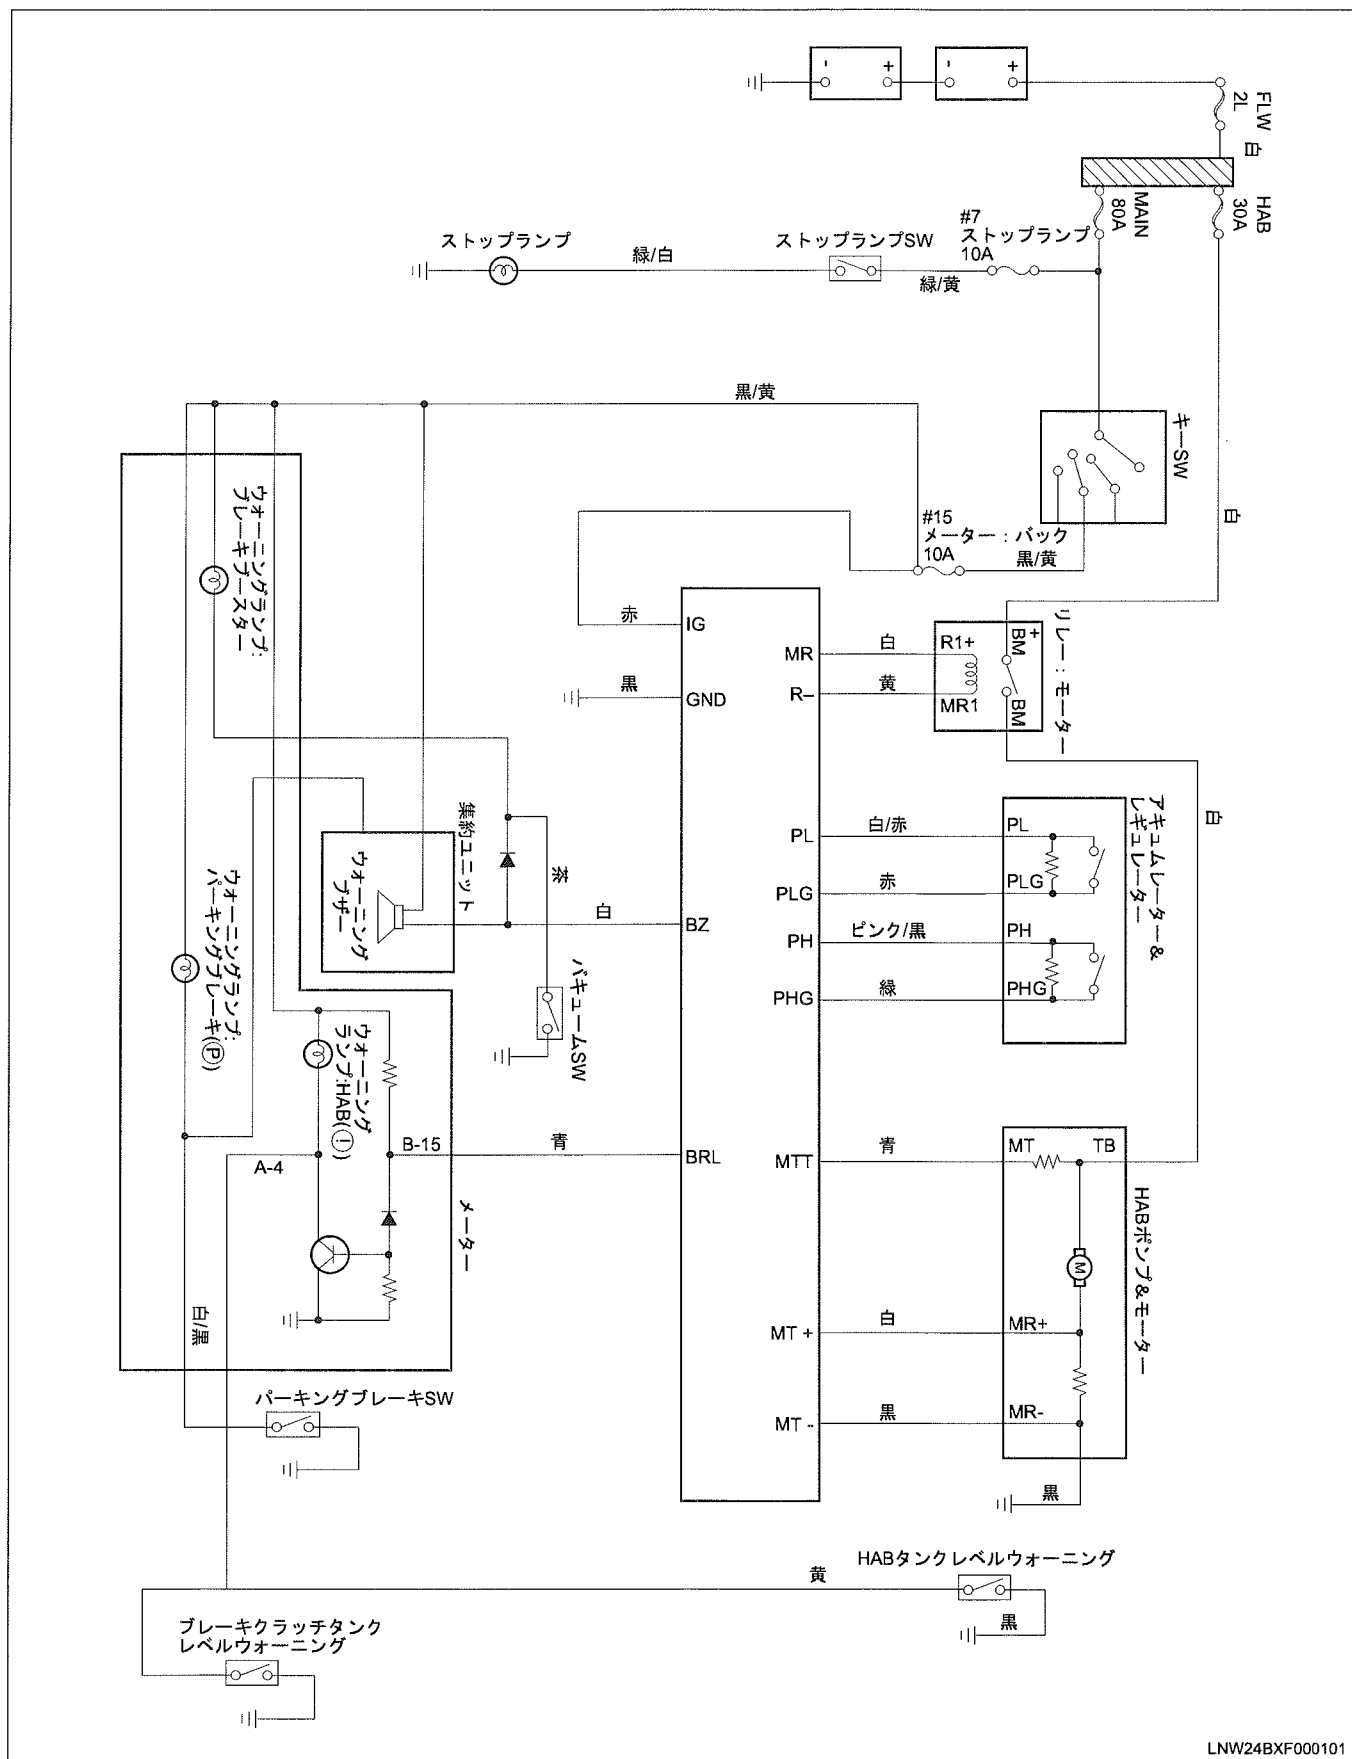 - + - +
FLW
2L
白
HAB
30A
MAIN
80A
#7
ストップランプ
10A
ストップランプSW
ストップランプ
緑/白
緑/黄
黒/黄
キーSW
白
#15
メーター：バック
10A
黒/黄
ウォーニングランプ:
ブレーキブースター
赤
IG
黒
GND
MR
白
R1+
R–
黄
MR1
BM+
BM
リレー：モーター
白
集約ユニット
ウォーニング
ブザー
茶
白
BZ
バキュームSW
PL
白/赤
PL
PLG
赤
PLG
PH
ピンク/黒
PH
PHG
緑
PHG
アキュムレーター&
レギュレーター
ウォーニングランプ:
パーキングブレーキ(P)
ウォーニング
ランプ:HAB(!)
A-4
B-15
青
BRL
メーター
MTT
青
MT
TB
M
HABポンプ&モーター
MT +
白
MR+
MT -
黒
MR-
黒
白/黒
パーキングブレーキSW
HABタンクレベルウォーニング
黄
黒
ブレーキクラッチタンク
レベルウォーニング
LNW24BXF000101